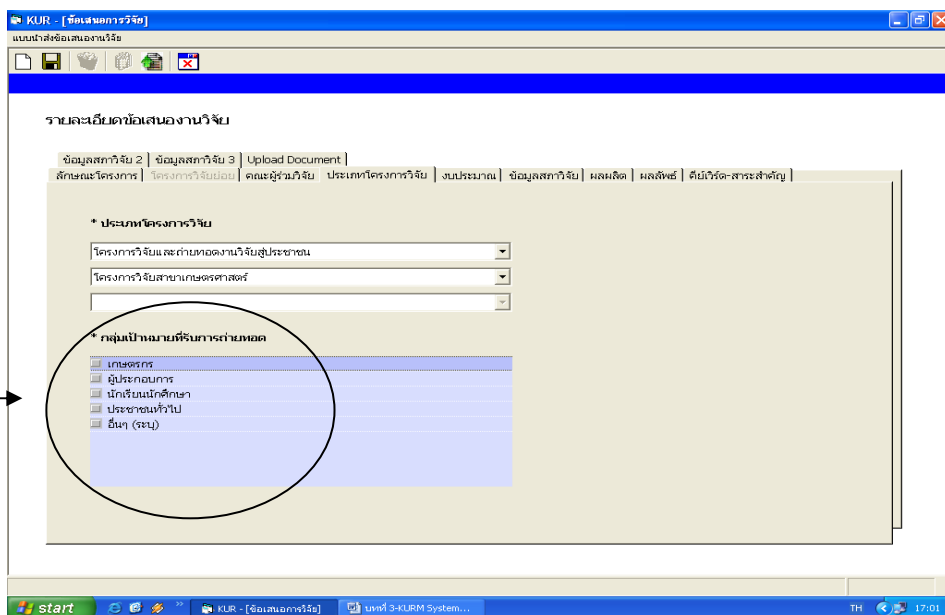 KUR - [ข้อเสนอการวิจัย]
แบบนำส่งข้อเสนองานวิจัย
รายละเอียดข้อเสนองานวิจัย
ข้อมูลสภาวิจัย 2 ข้อมูลสภาวิจัย 3 Upload Document
ลักษณะโครงการ โครงการวิจัยย่อย คณะผู้ร่วมวิจัย ประเภทโครงการวิจัย งบประมาณ ข้อมูลสภาวิจัย ผลผลิต ผลลัพธ์ คีย์เวิร์ด-สาระสำคัญ
* ประเภทโครงการวิจัย
โครงการวิจัยและถ่ายทอดงานวิจัยสู่ประชาชน
โครงการวิจัยสาขาเกษตรศาสตร์
* กลุ่มเป้าหมายที่รับการถ่ายทอด
เกษตรกร
ผู้ประกอบการ
นักเรียนนักศึกษา
ประชาชนทั่วไป
อื่นๆ (ระบุ)
start KUR - [ข้อเสนอการวิจัย] บทที่ 3-KURM System... TH 17:01